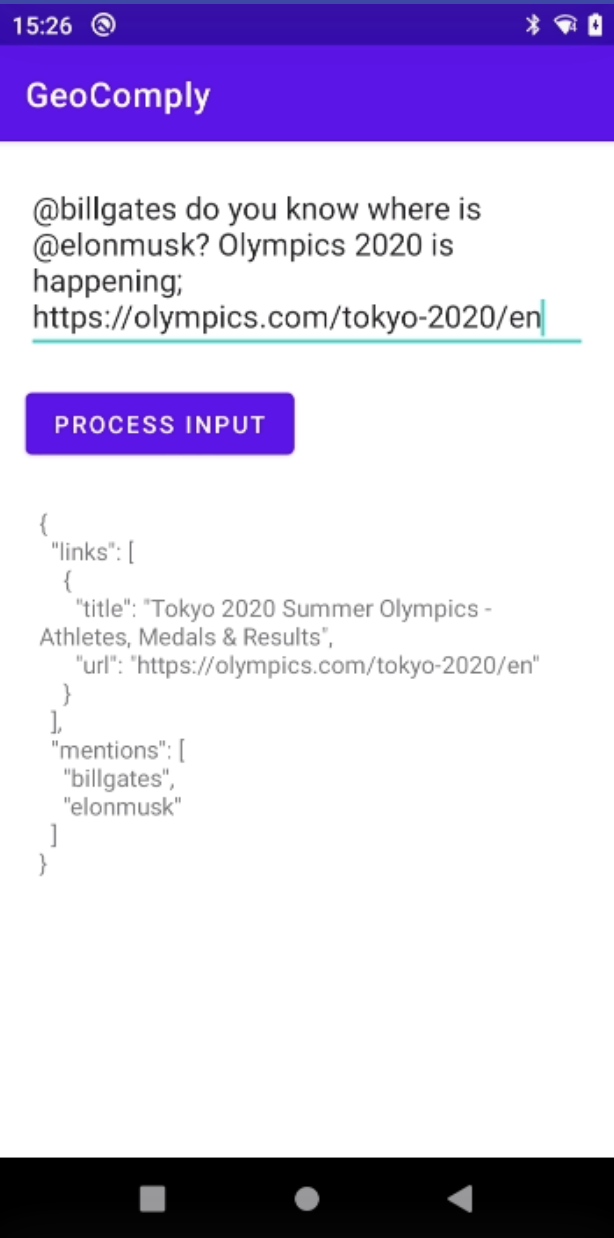 15:26
GeoComply
@billgates do you know where is
@elonmusk? Olympics 2020 is
happening;
https://olympics.com/tokyo-2020/en
PROCESS INPUT
{
"links": [
{
"title": "Tokyo 2020 Summer Olympics -
Athletes, Medals & Results",
"url": "https://olympics.com/tokyo-2020/en"
}
],
"mentions": [
"billgates",
"elonmusk"
]
}